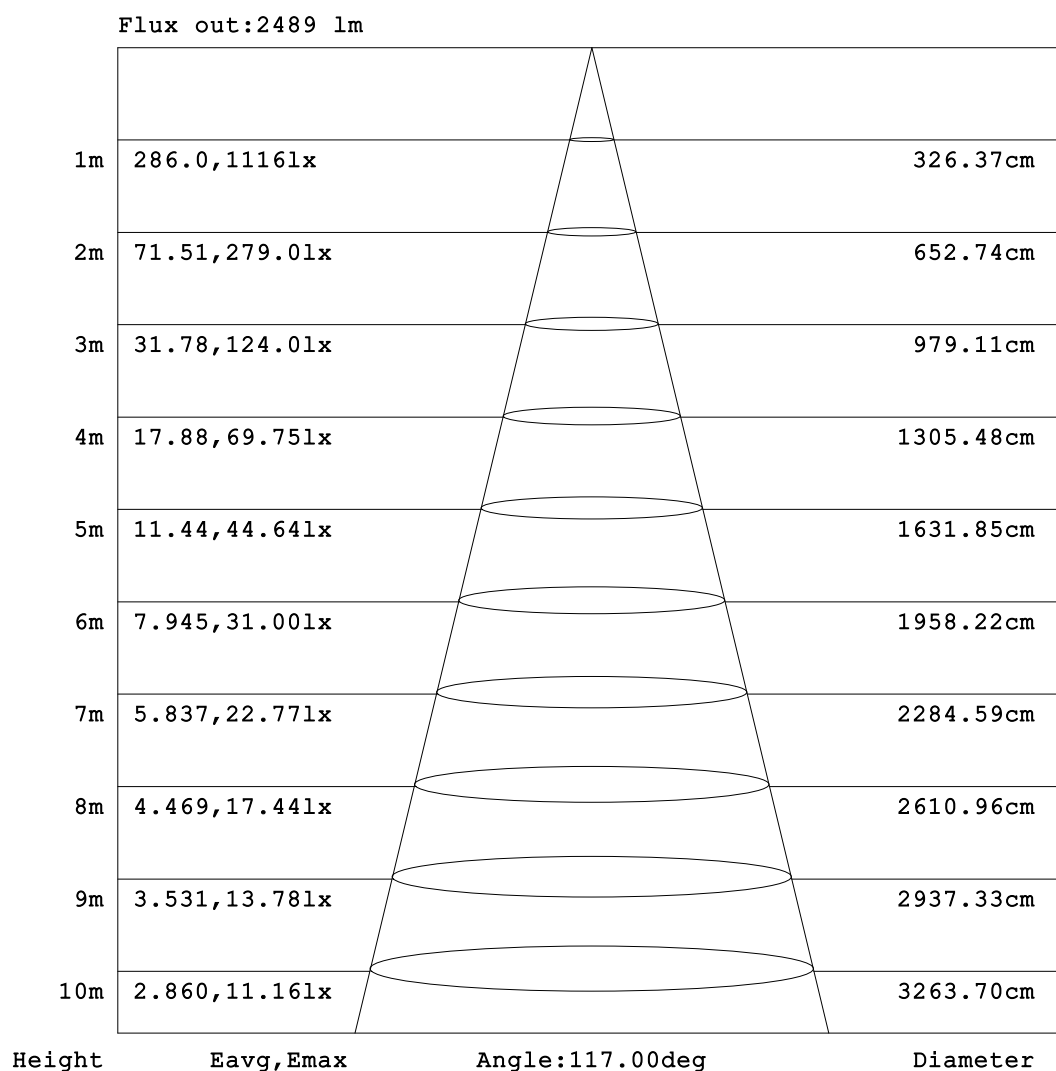 Flux out:2489 lm
1m 286.0,1116lx 326.37cm
2m 71.51,279.0lx 652.74cm
3m 31.78,124.0lx 979.11cm
4m 17.88,69.75lx 1305.48cm
5m 11.44,44.64lx 1631.85cm
6m 7.945,31.00lx 1958.22cm
7m 5.837,22.77lx 2284.59cm
8m 4.469,17.44lx 2610.96cm
9m 3.531,13.78lx 2937.33cm
10m 2.860,11.16lx 3263.70cm
Height Eavg,Emax Angle:117.00deg Diameter